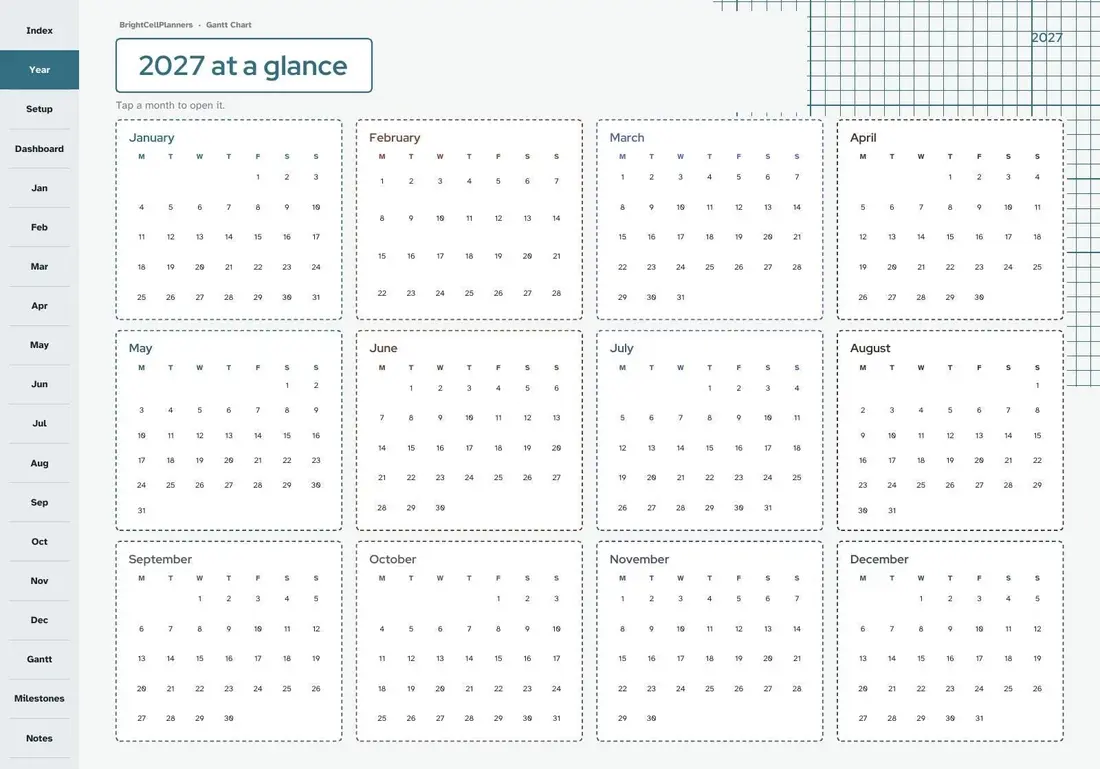 Index
Year
Setup
Dashboard
Jan
Feb
Mar
Apr
May
Jun
Jul
Aug
Sep
Oct
Nov
Dec
Gantt
Milestones
Notes
BrightCellPlanners · Gantt Chart
2027
2027 at a glance
Tap a month to open it.
January
M T W T F S S
1 2 3
4 5 6 7 8 9 10
11 12 13 14 15 16 17
18 19 20 21 22 23 24
25 26 27 28 29 30 31
February
M T W T F S S
1 2 3 4 5 6 7
8 9 10 11 12 13 14
15 16 17 18 19 20 21
22 23 24 25 26 27 28
March
M T W T F S S
1 2 3 4 5 6 7
8 9 10 11 12 13 14
15 16 17 18 19 20 21
22 23 24 25 26 27 28
29 30 31
April
M T W T F S S
1 2 3 4
5 6 7 8 9 10 11
12 13 14 15 16 17 18
19 20 21 22 23 24 25
26 27 28 29 30
May
M T W T F S S
1 2
3 4 5 6 7 8 9
10 11 12 13 14 15 16
17 18 19 20 21 22 23
24 25 26 27 28 29 30
31
June
M T W T F S S
1 2 3 4 5 6
7 8 9 10 11 12 13
14 15 16 17 18 19 20
21 22 23 24 25 26 27
28 29 30
July
M T W T F S S
1 2 3 4
5 6 7 8 9 10 11
12 13 14 15 16 17 18
19 20 21 22 23 24 25
26 27 28 29 30 31
August
M T W T F S S
1
2 3 4 5 6 7 8
9 10 11 12 13 14 15
16 17 18 19 20 21 22
23 24 25 26 27 28 29
30 31
September
M T W T F S S
1 2 3 4 5
6 7 8 9 10 11 12
13 14 15 16 17 18 19
20 21 22 23 24 25 26
27 28 29 30
October
M T W T F S S
1 2 3
4 5 6 7 8 9 10
11 12 13 14 15 16 17
18 19 20 21 22 23 24
25 26 27 28 29 30 31
November
M T W T F S S
1 2 3 4 5 6 7
8 9 10 11 12 13 14
15 16 17 18 19 20 21
22 23 24 25 26 27 28
29 30
December
M T W T F S S
1 2 3 4 5
6 7 8 9 10 11 12
13 14 15 16 17 18 19
20 21 22 23 24 25 26
27 28 29 30 31